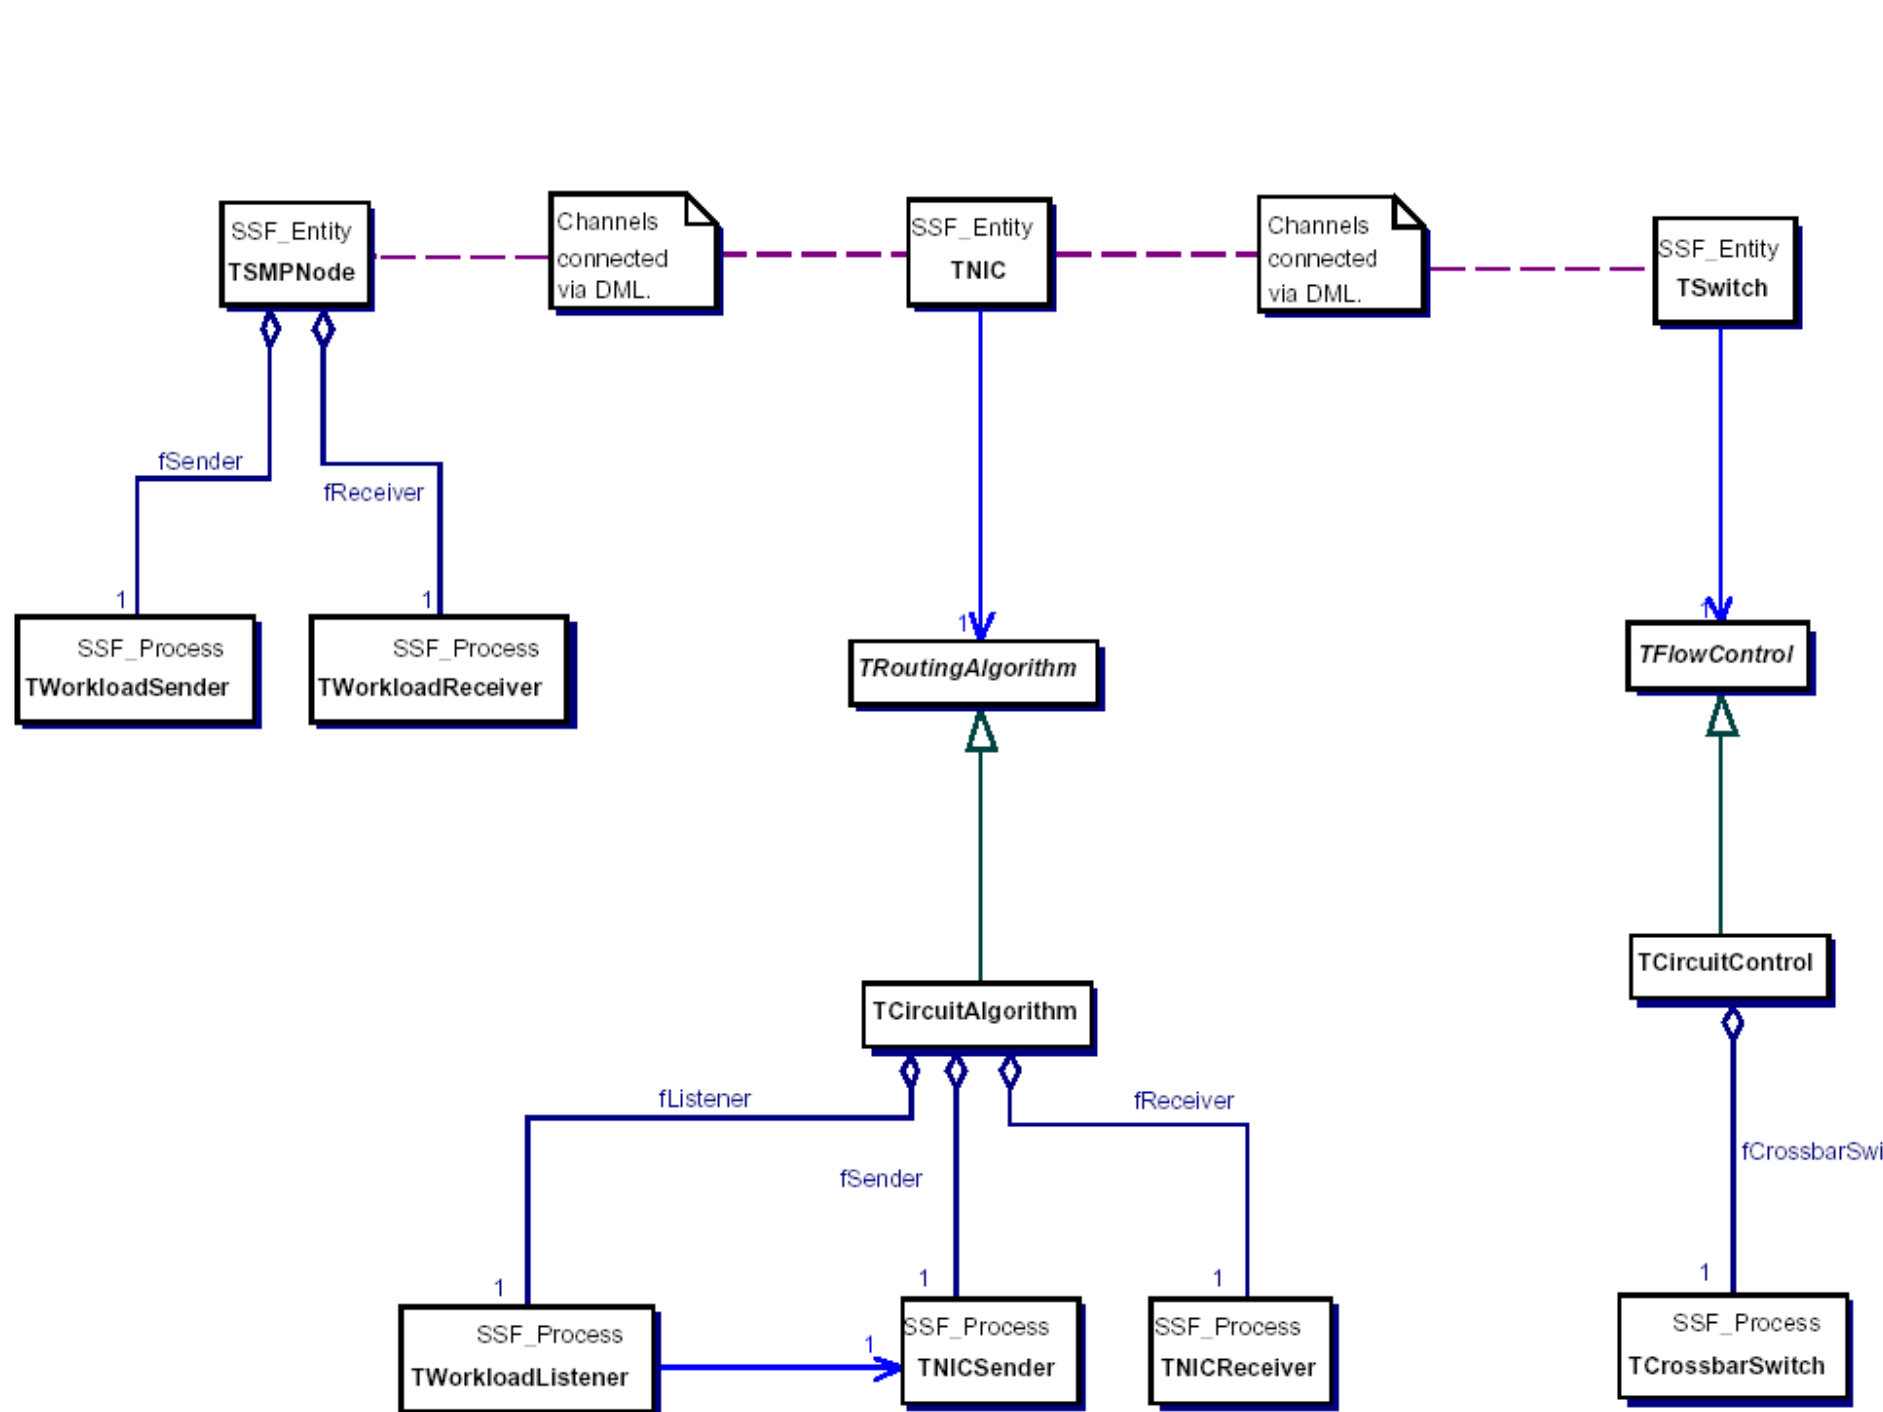 SSF_Entity
TSMPNode
Channels
connected
via DML.
SSF_Entity
TNIC
Channels
connected
via DML.
SSF_Entity
TSwitch
fSender
fReceiver
1
1
1
1
SSF_Process
TWorkloadSender
SSF_Process
TWorkloadReceiver
TRoutingAlgorithm
TFlowControl
TCircuitControl
TCircuitAlgorithm
fListener
fReceiver
fSender
fCrossbarSwi
1
1
1
1
SSF_Process
TWorkloadListener
1
SSF_Process
TNICSender
SSF_Process
TNICReceiver
SSF_Process
TCrossbarSwitch